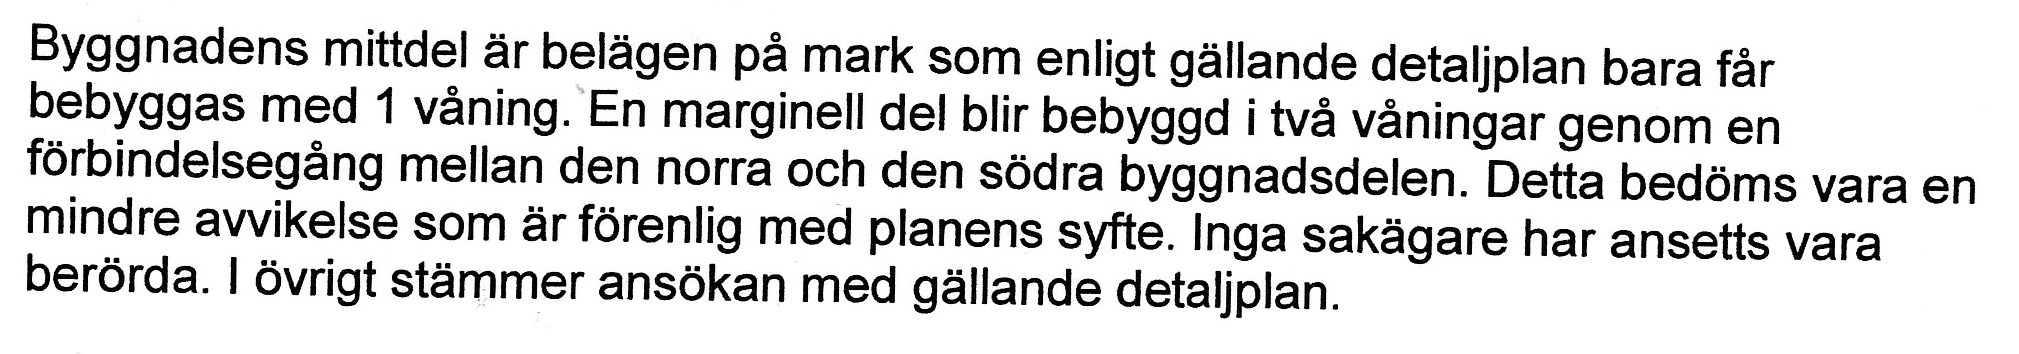 Byggnadens mittdel är belägen på mark som enligt gällande detaljplan bara får
bebyggas med 1 våning. En marginell del blir bebyggd i två våningar genom en
förbindelsegång mellan den norra och den södra byggnadsdelen. Detta bedöms vara en
mindre avvikelse som är förenlig med planens syfte. Inga sakägare har ansetts vara
berörda. I övrigt stämmer ansökan med gällande detaljplan.